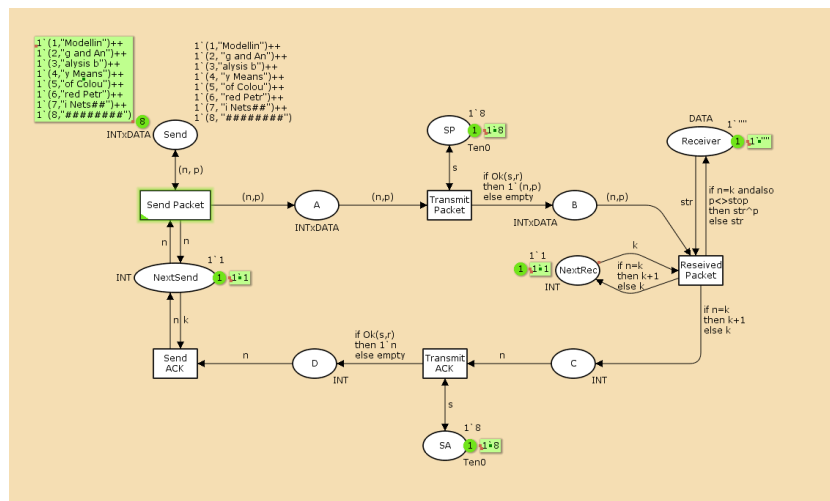 1`(1,"Modellin")++
1`(2,"g and An")++
1`(3,"alysis b")++
1`(4,"y Means")++
1`(5,"of Colou")++
1`(6,"red Petr")++
1`(7,"i Nets##")++
1`(8,"########")
8
INTxDATA
Send
1`(1,"Modellin")++
1`(2, "g and An")++
1`(3,"alysis b")++
1`(4, "y Means")++
1`(5, "of Colou")++
1`(6, "red Petr")++
1`(7, "i Nets##")++
1`(8, "########")
(n, p)
Send Packet
(n,p)
A
INTxDATA
(n,p)
1`8
SP
1
1`8
Ten0
s
Transmit
Packet
if Ok(s,r)
then 1`(n,p)
else empty
B
INTxDATA
(n,p)
DATA
1`""
Receiver
1
1`""
str
if n=k andalso
p<>stop
then str^p
else str
n
n
1`1
INT
NextSend
1
1`1
1`1
1
1`1
NextRec
INT
k
if n=k
then k+1
else k
Reseived
Packet
if n=k
then k+1
else k
n
k
Send
ACK
n
D
INT
if Ok(s,r)
then 1`n
else empty
Transmit
ACK
n
C
INT
s
1`8
SA
1
1`8
Ten0